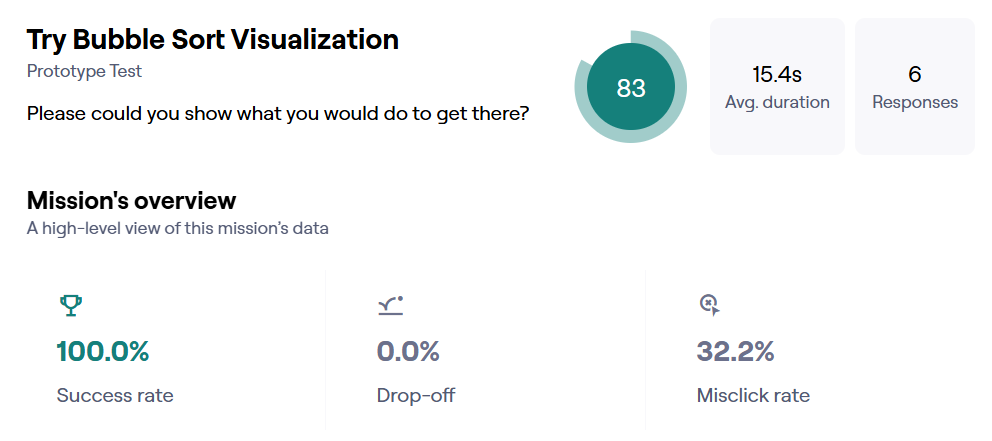 Try Bubble Sort Visualization
Prototype Test
Please could you show what you would do to get there?
83
15.4s
Avg. duration
6
Responses
Mission's overview
A high-level view of this mission’s data
100.0%
Success rate
0.0%
Drop-off
32.2%
Misclick rate